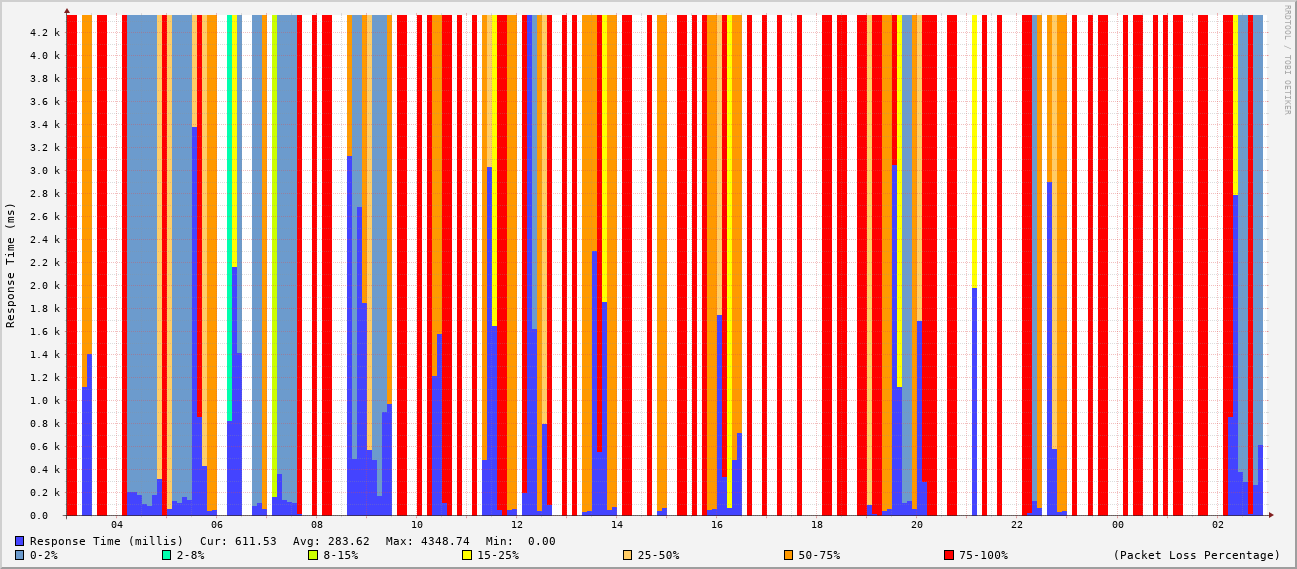 RRDTOOL / TOBI OETIKER
Response Time (ms)
4.2 k
4.0 k
3.8 k
3.6 k
3.4 k
3.2 k
3.0 k
2.8 k
2.6 k
2.4 k
2.2 k
2.0 k
1.8 k
1.6 k
1.4 k
1.2 k
1.0 k
0.8 k
0.6 k
0.4 k
0.2 k
0.0
04 06 08 10 12 14 16 18 20 22 00 02
Response Time (millis) Cur: 611.53 Avg: 283.62 Max: 4348.74 Min: 0.00
0-2% 2-8% 8-15% 15-25% 25-50% 50-75% 75-100% (Packet Loss Percentage)